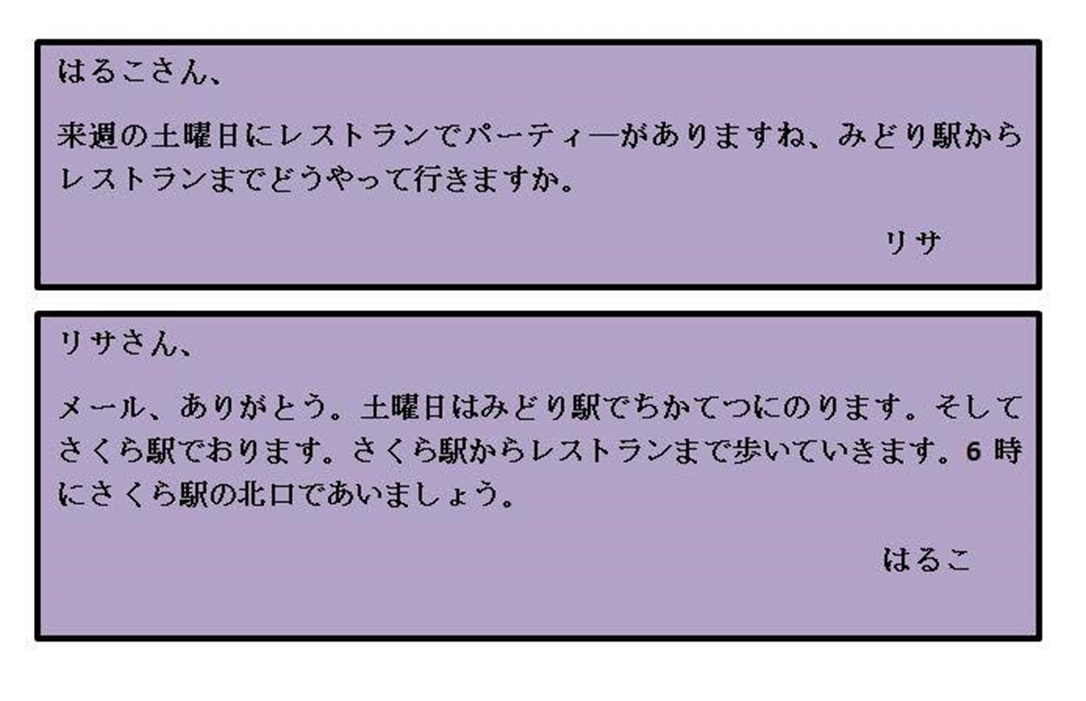 はるこさん、
来週の土曜日にレストランでパーティーがありますね、みどり駅から
レストランまでどうやって行きますか。
リサ
リサさん、
メール、ありがとう。土曜日はみどり駅でちかてつにのります。そして
さくら駅でおります。さくら駅からレストランまで歩いていきます。6 時
にさくら駅の北口であいましょう。
はるこ